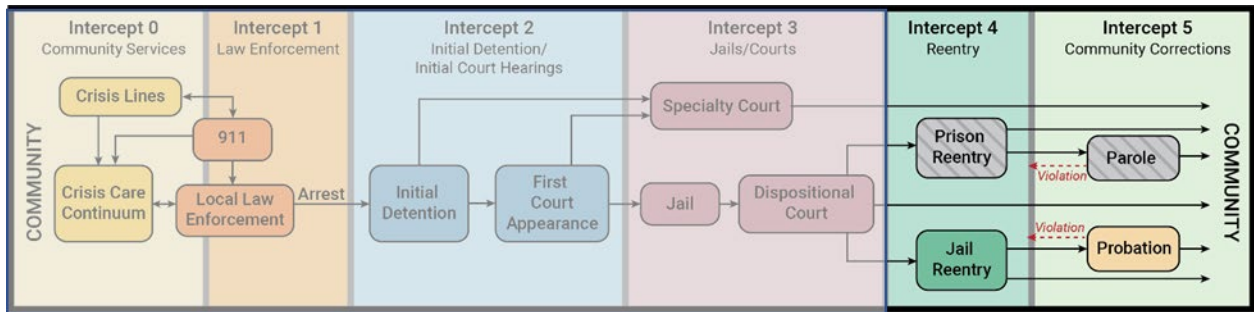 Intercept 0
Community Services
Intercept 1
Law Enforcement
Intercept 2
Initial Detention/
Initial Court Hearings
Intercept 3
Jails/Courts
Intercept 4
Reentry
Intercept 5
Community Corrections
COMMUNITY
Crisis Lines
911
Crisis Care
Continuum
Local Law
Enforcement
Arrest
Initial
Detention
First
Court
Appearance
Specialty Court
Jail
Dispositional
Court
Prison
Reentry
Parole
Violation
Jail
Reentry
Violation
Probation
COMMUNITY